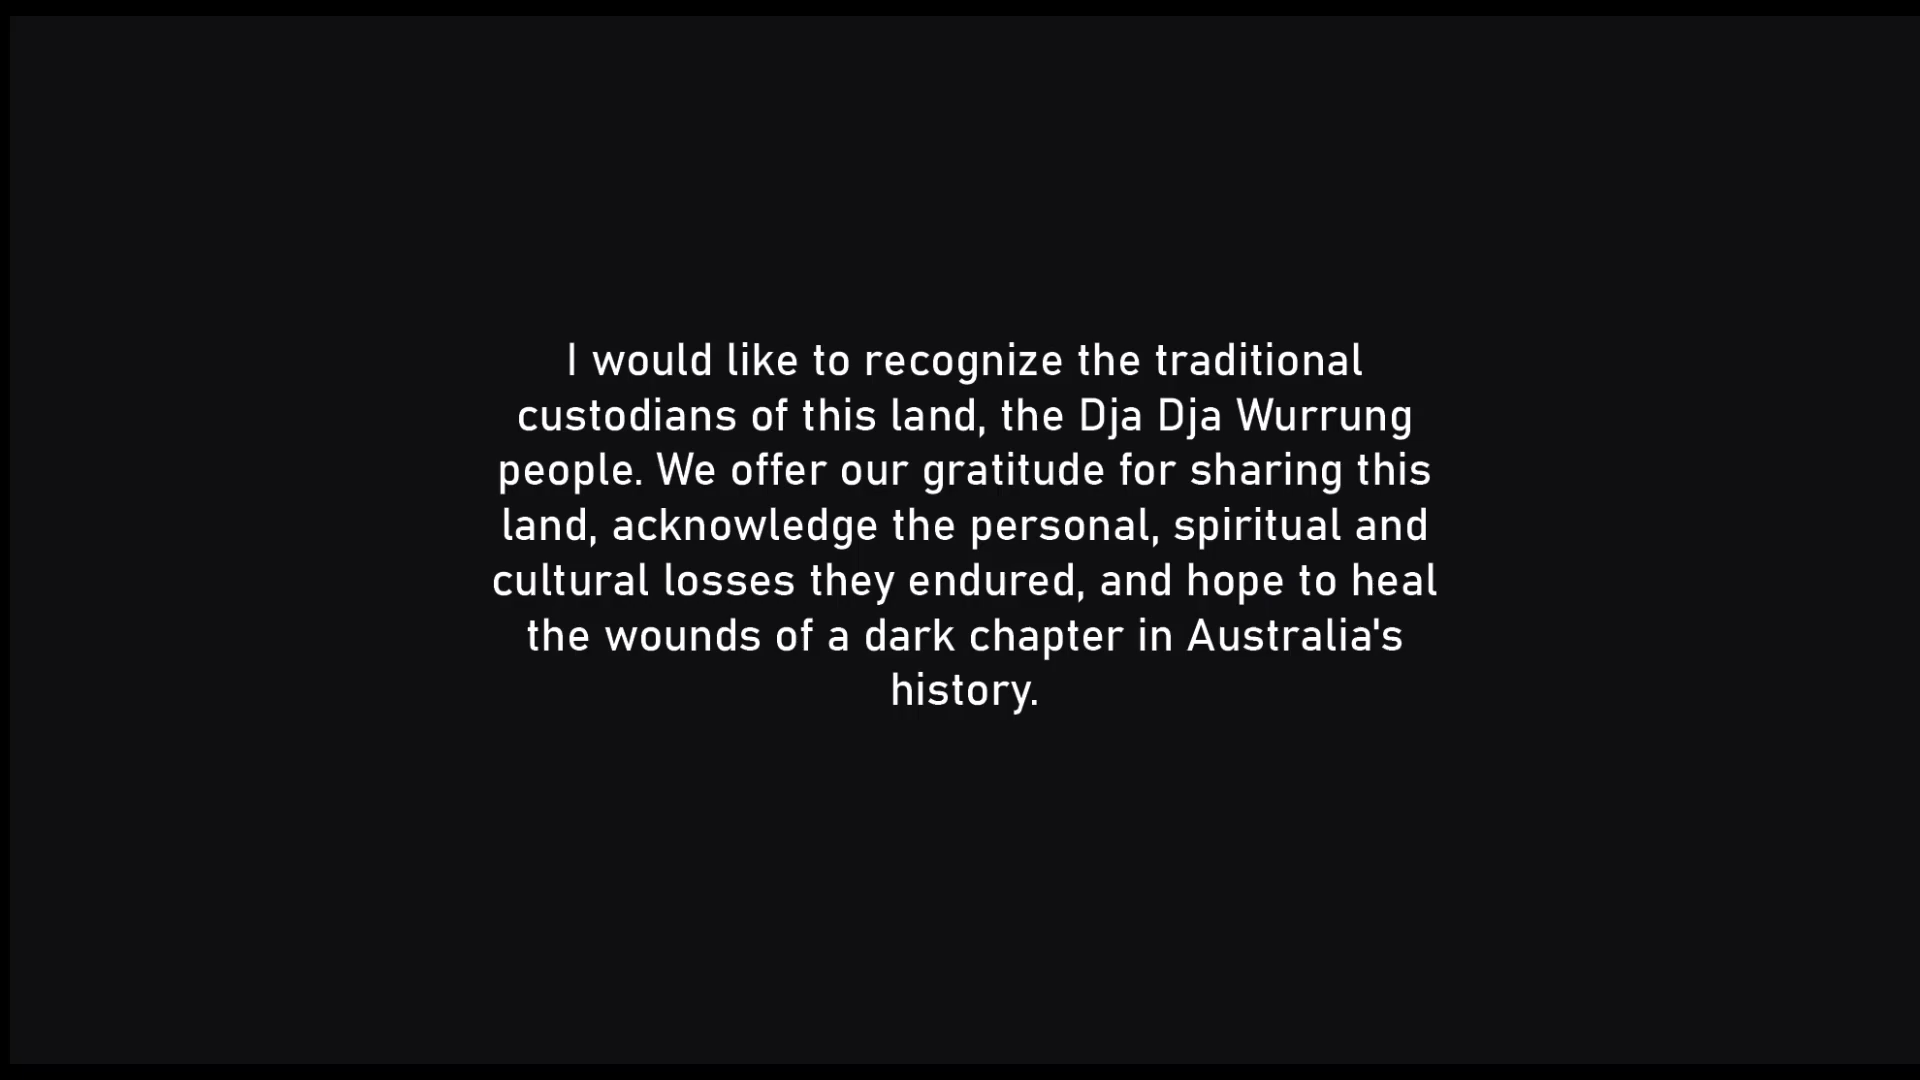 I would like to recognize the traditional
custodians of this land, the Dja Dja Wurrung
people. We offer our gratitude for sharing this
land, acknowledge the personal, spiritual and
cultural losses they endured, and hope to heal
the wounds of a dark chapter in Australia's
history.